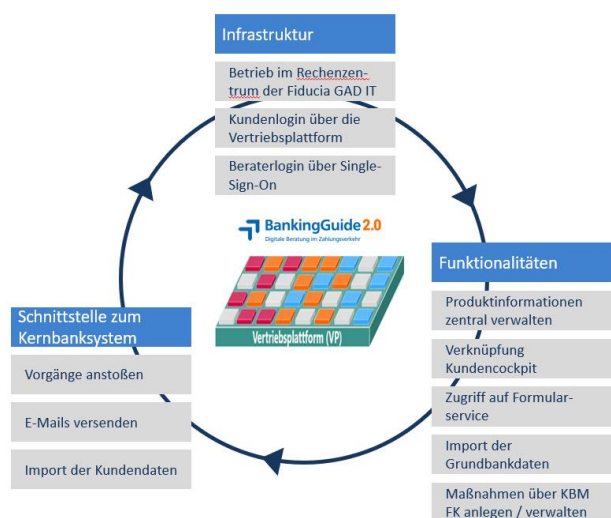 Infrastruktur
Betrieb im Rechenzen-
trum der Fiducia GAD IT
Kundenlogin über die
Vertriebsplattform
Beraterlogin über Single-
Sign-On
BankingGuide 2.0
Digitale Beratung im Zahlungsverkehr
Vertriebsplattform (VP)
Funktionalitäten
Produktinformationen
zentral verwalten
Verknüpfung
Kundencockpit
Zugriff auf Formular-
service
Import der
Grundbankdaten
Maßnahmen über KBM
FK anlegen / verwalten
Schnittstelle zum
Kernbanksystem
Vorgänge anstoßen
E-Mails versenden
Import der Kundendaten